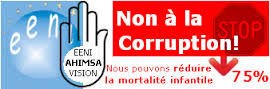 eeni
EENI
AHIMSA
VISION
Non à la
Corruption!
STOP
Nous pouvons réduire
la mortalité infantile
75%